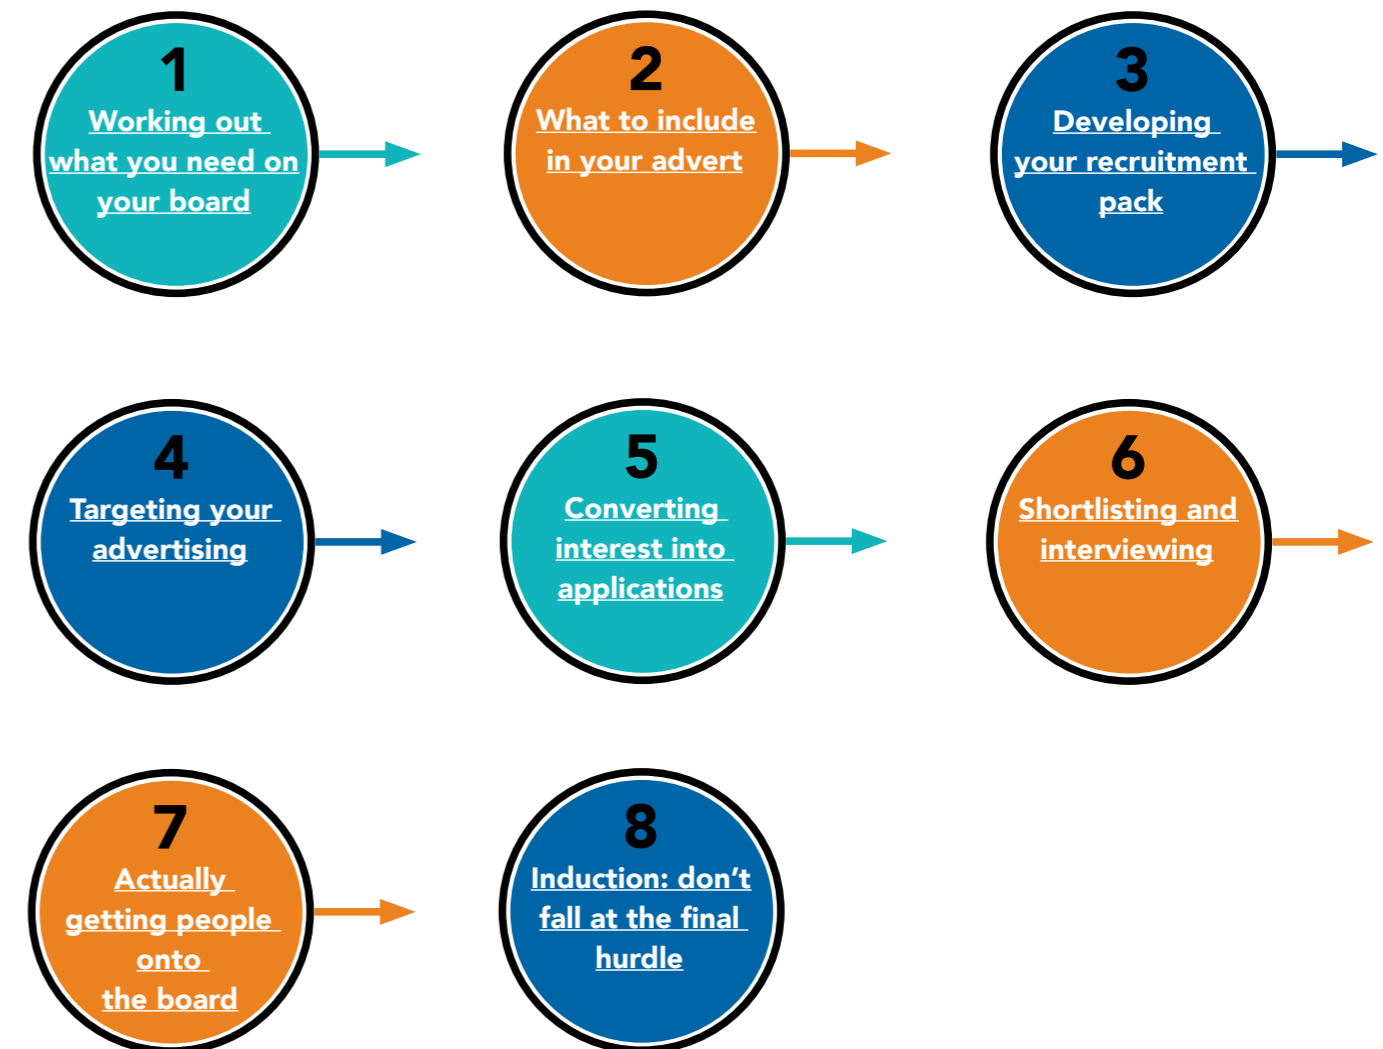 1
Working out
what you need on
your board
2
What to include
in your advert
3
Developing
your recruitment
pack
4
Targeting your
advertising
5
Converting
interest into
applications
6
Shortlisting and
interviewing
7
Actually
getting people
onto
the board
8
Induction: don’t
fall at the final
hurdle